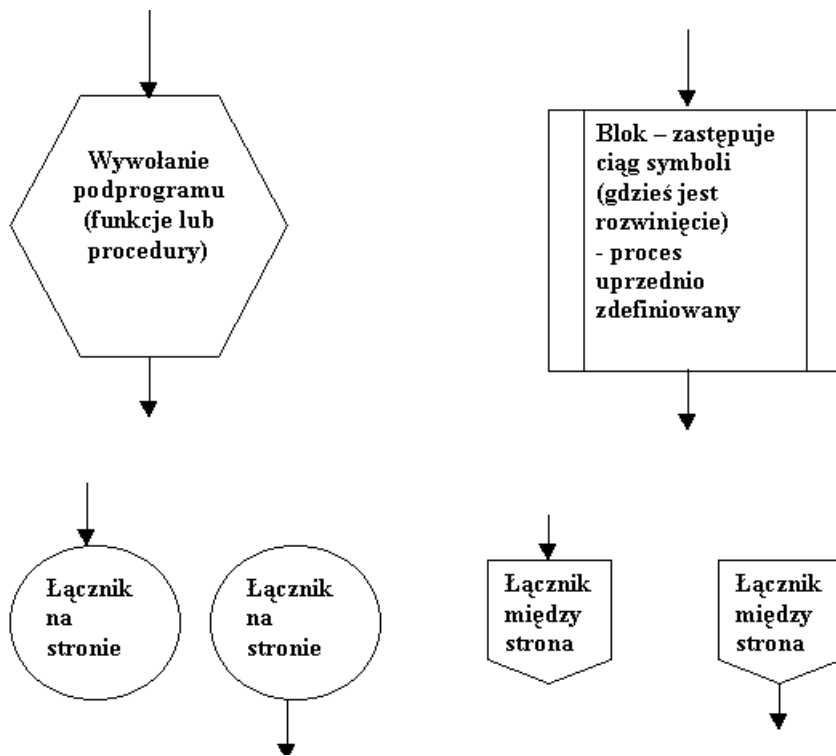 Wywołanie
podprogramu
(funkcje lub
procedury)
Blok – zastępuje
ciąg symboli
(gdzieś jest
rozwinięcie)
- proces
uprzednio
zdefiniowany
Łącznik
na
stronie
Łącznik
na
stronie
Łącznik
między
strona
Łącznik
między
strona